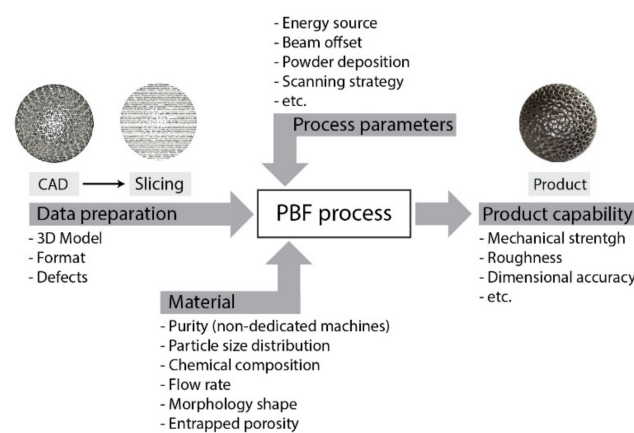 - Energy source
- Beam offset
- Powder deposition
- Scanning strategy
- etc.
Process parameters
CAD
Slicing
Product
Data preparation
PBF process
Product capability
- 3D Model
- Format
- Defects
- Mechanical strentgh
- Roughness
- Dimensional accuracy
- etc.
Material
- Purity (non-dedicated machines)
- Particle size distribution
- Chemical composition
- Flow rate
- Morphology shape
- Entrapped porosity